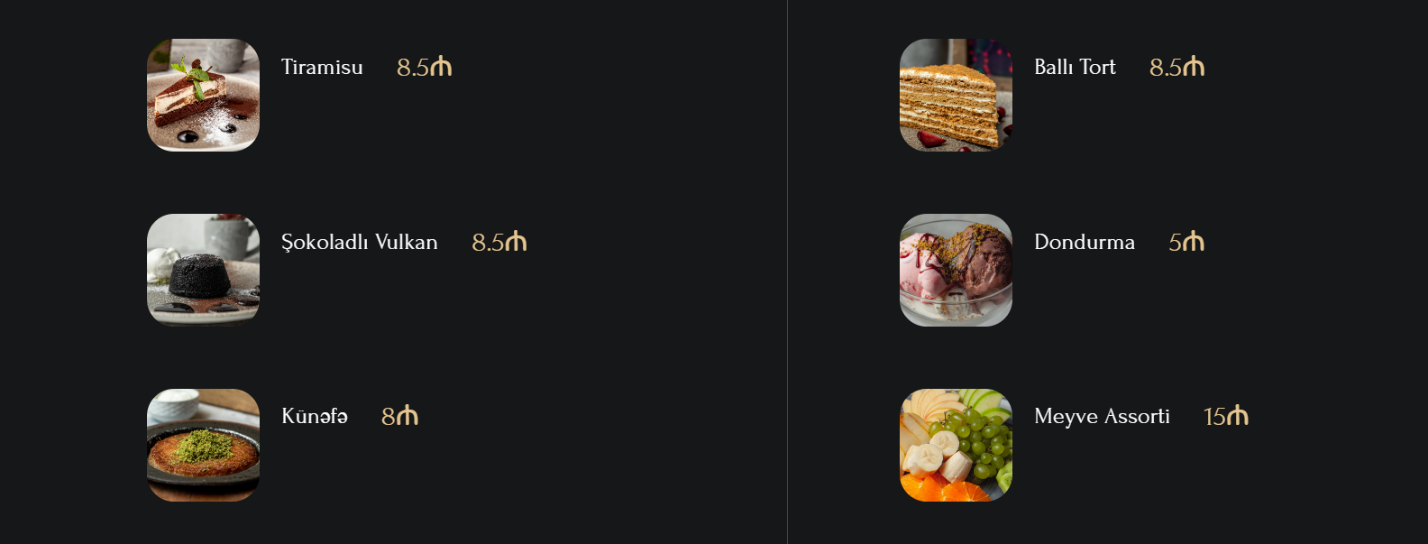 Tiramisu 8.5₼
Şokoladlı Vulkan 8.5₼
Künəfə 8₼
Ballı Tort 8.5₼
Dondurma 5₼
Meyve Assorti 15₼